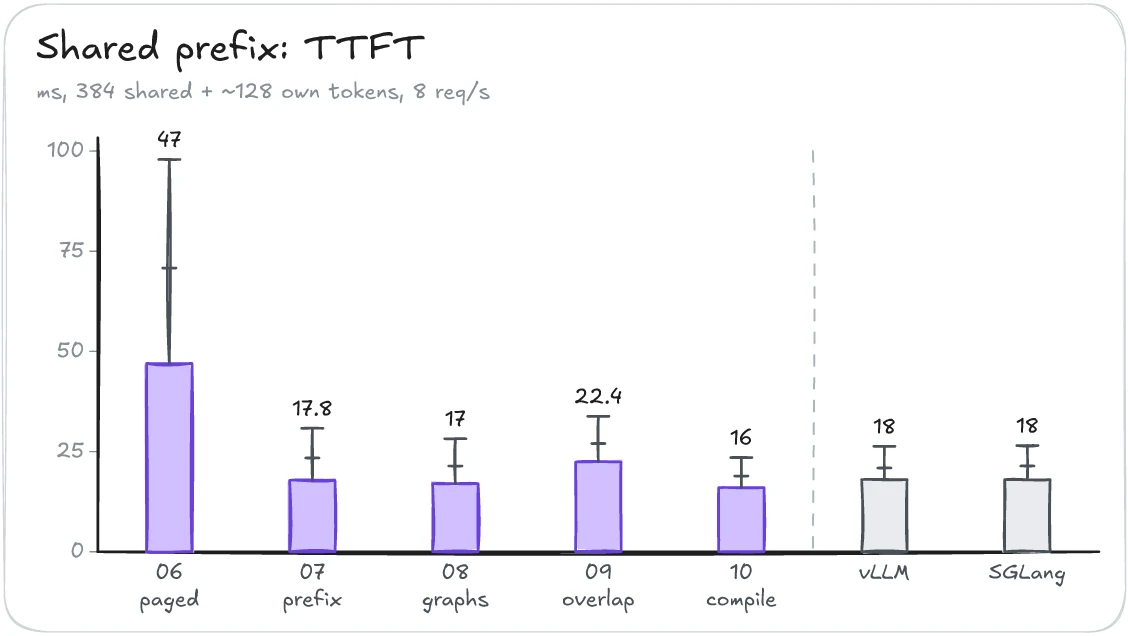 Shared prefix: TTFT
ms, 384 shared + ~128 own tokens, 8 req/s
47
100
75
50
25
0
17.8
17
22.4
16
18
18
06 paged
07 prefix
08 graphs
09 overlap
10 compile
vLLM
SGLang